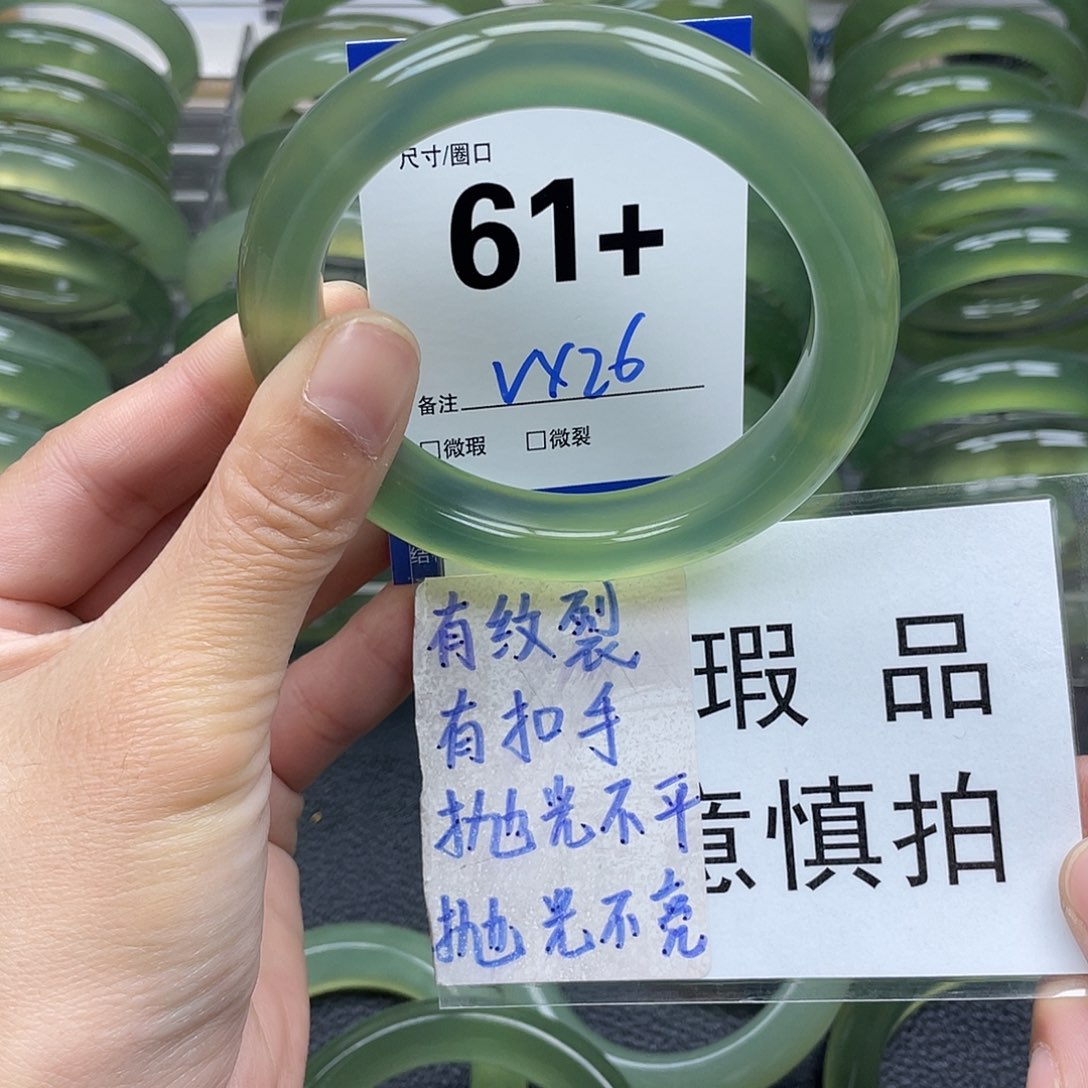 尺寸/圈口
61+
备注 VX26
□微瑕 □微裂
有纹裂
有扣手
抛光不平
抛光不亮
瑕 品
意慎拍